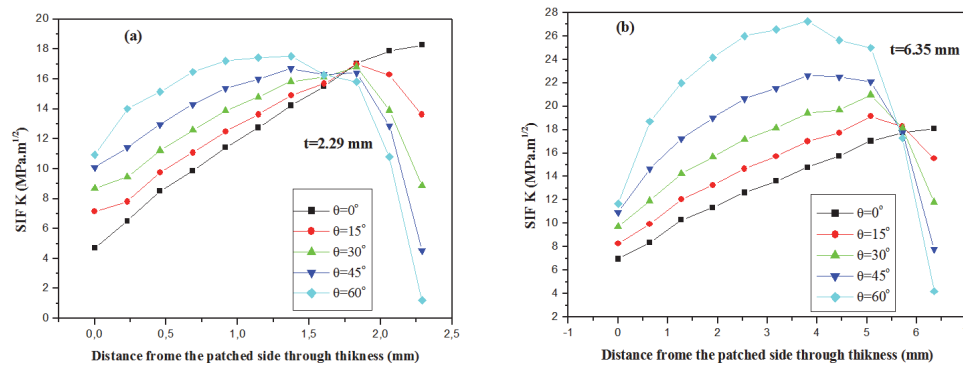 (a)
SIF K (MPa.m1/2)
20
18
16
14
12
10
8
6
4
2
0
t=2.29 mm
θ=0°
θ=15°
θ=30°
θ=45°
θ=60°
0,0
0,5
1,0
1,5
2,0
2,5
Distance frome the patched side through thikness (mm)
(b)
SIF K (MPa.m1/2)
28
26
24
22
20
18
16
14
12
10
8
6
4
2
t=6.35 mm
θ=0°
θ=15°
θ=30°
θ=45°
θ=60°
-1
0
1
2
3
4
5
6
Distance frome the patched side through thikness (mm)